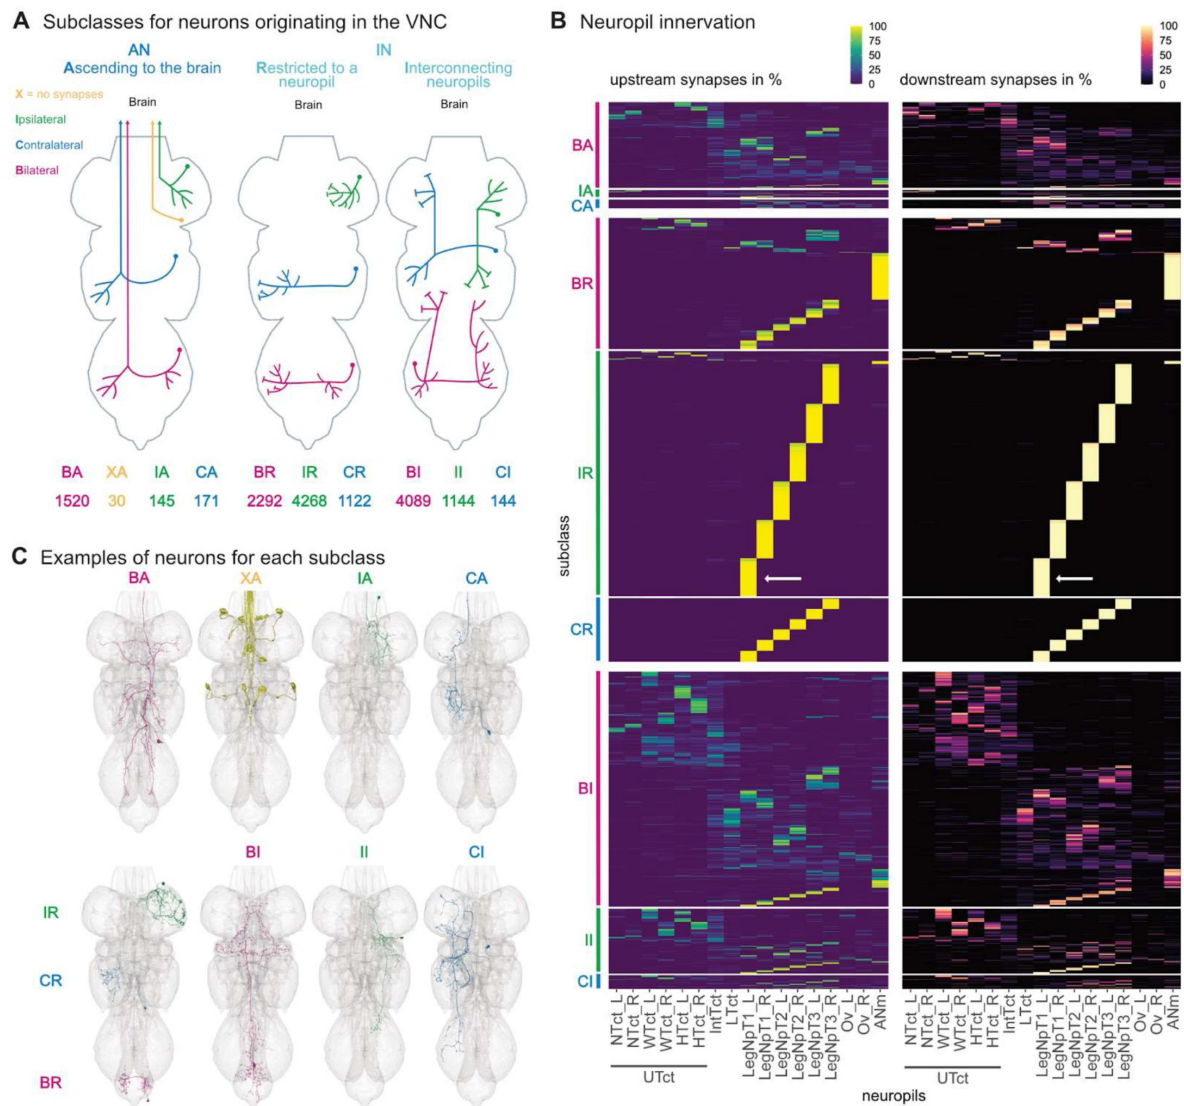 A Subclasses for neurons originating in the VNC
AN
Ascending to the brain
IN
Restricted to a
neuropil
Interconnecting
neuropils
X = no synapses
Ipsilateral
Contralateral
Bilateral
Brain
Brain
Brain
BA XA IA CA BR IR CR BI II CI
1520 30 145 171 2292 4268 1122 4089 1144 144
B Neuropil innervation
upstream synapses in %
100
75
50
25
0
downstream synapses in %
100
75
50
25
0
BA
IA
CA
BR
IR
CR
BI
II
CI
subclass
NTct_L
NTct_R
WTct_L
WTct_R
HTct_L
HTct_R
IntTct
LTct
LegNpT1_L
LegNpT1_R
LegNpT2_L
LegNpT2_R
LegNpT3_L
LegNpT3_R
Ov_L
Ov_R
ANm
UTct
NTct_L
NTct_R
WTct_L
WTct_R
HTct_L
HTct_R
IntTct
LTct
LegNpT1_L
LegNpT1_R
LegNpT2_L
LegNpT2_R
LegNpT3_L
LegNpT3_R
Ov_L
Ov_R
ANm
UTct
neuropils
C Examples of neurons for each subclass
BA XA IA CA
BI II CI
IR
CR
BR